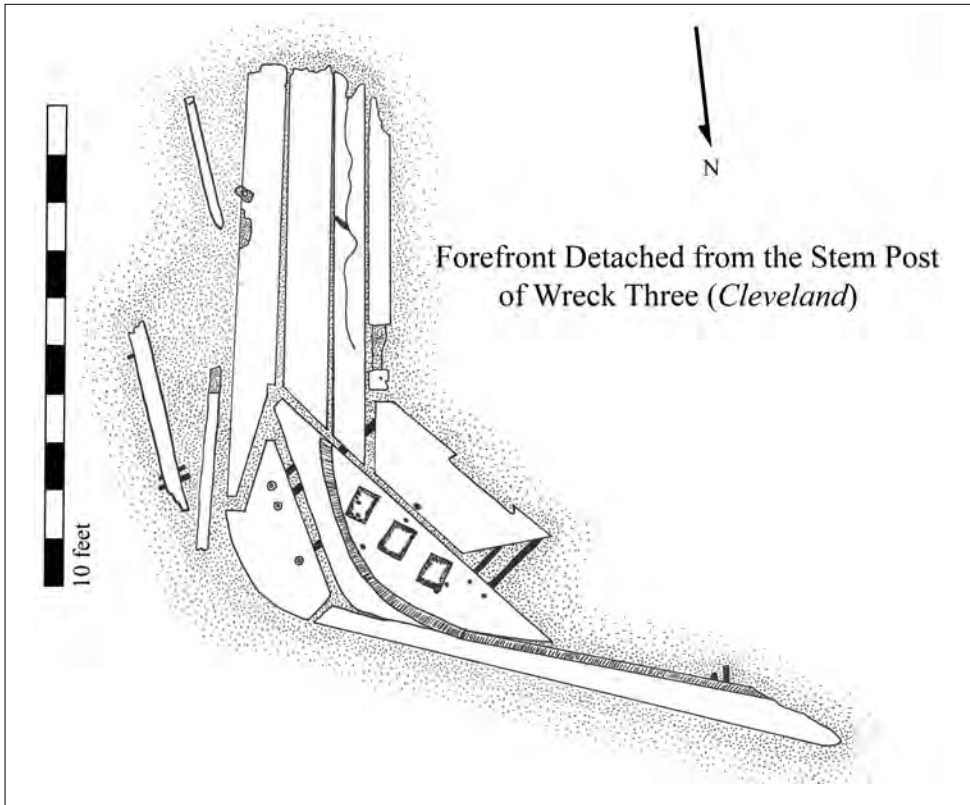 N
Forefront Detached from the Stem Post
of Wreck Three (Cleveland)
10 feet